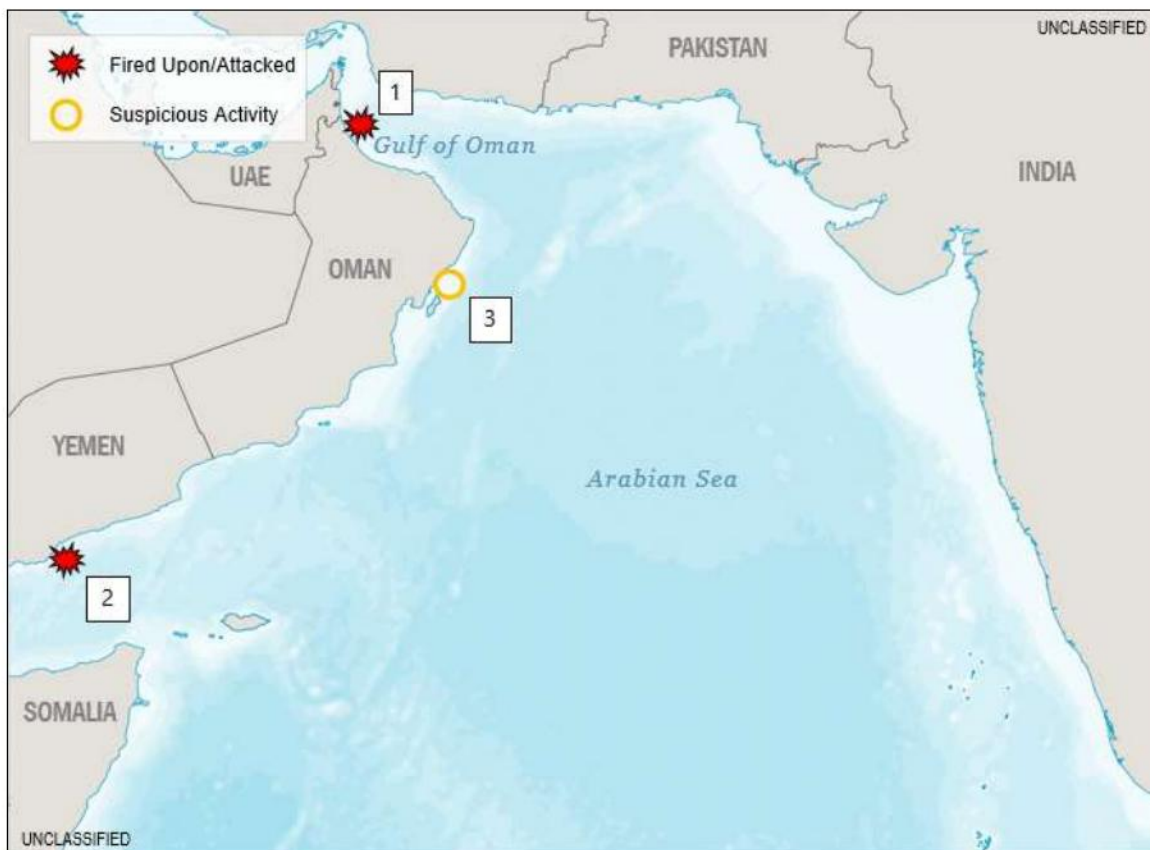 UNCLASSIFIED
Fired Upon/Attacked
Suspicious Activity
PAKISTAN
1
Gulf of Oman
UAE
INDIA
OMAN
3
YEMEN
Arabian Sea
2
SOMALIA
UNCLASSIFIED